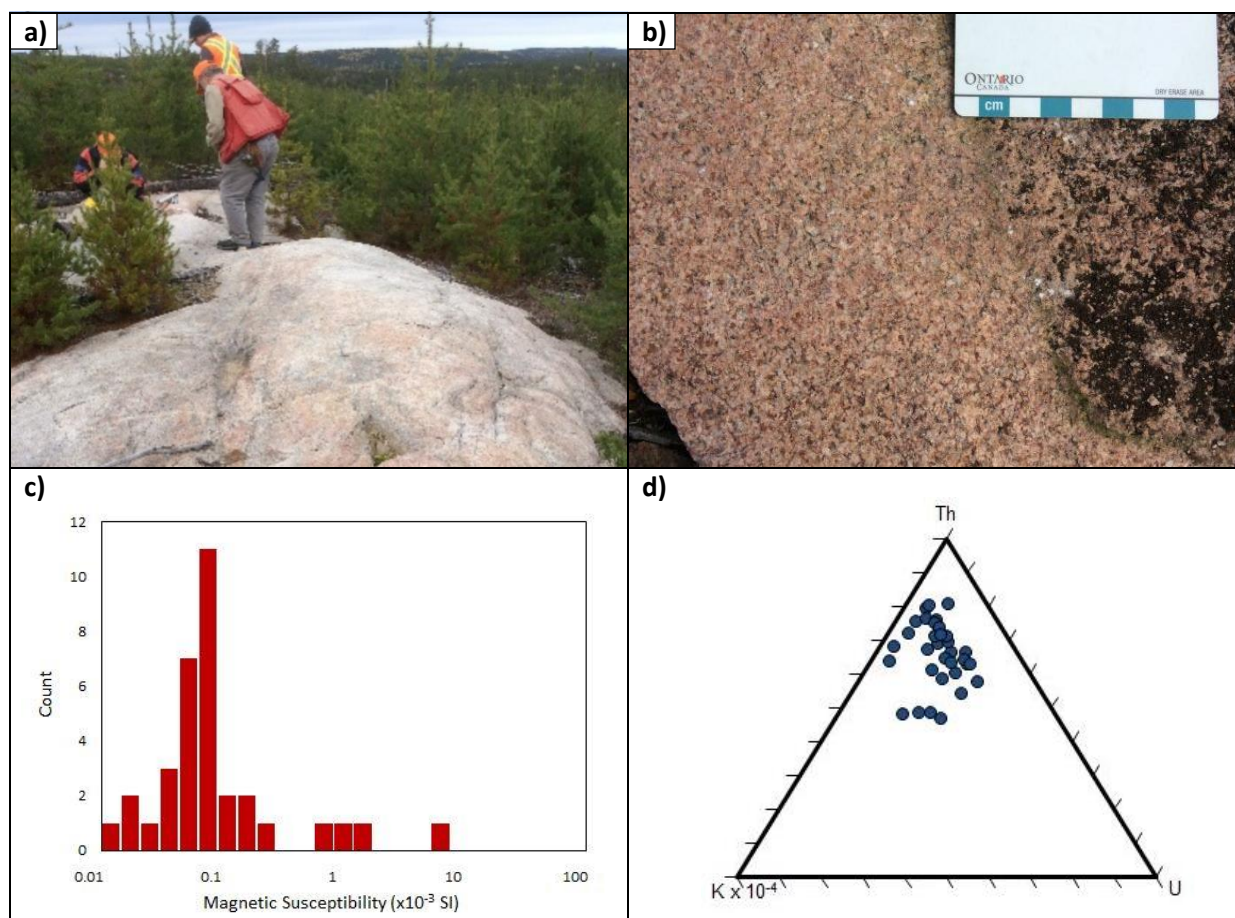 a)
b)
ONTARIO
CANADA
DRY ERASE AREA
cm
c)
12
10
8
6
4
2
0
Count
0.01 0.1 1 10 100
Magnetic Susceptibility (x10⁻³ SI)
d)
Th
K x 10⁻⁴
U